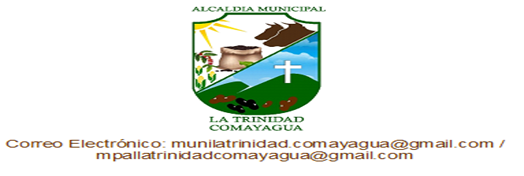 ALCALDIA MUNICIPAL
LA TRINIDAD
COMAYAGUA
Correo Electrónico: munilatrinidad.comayagua@gmail.com /
mpallatrinidadcomayagua@gmail.com